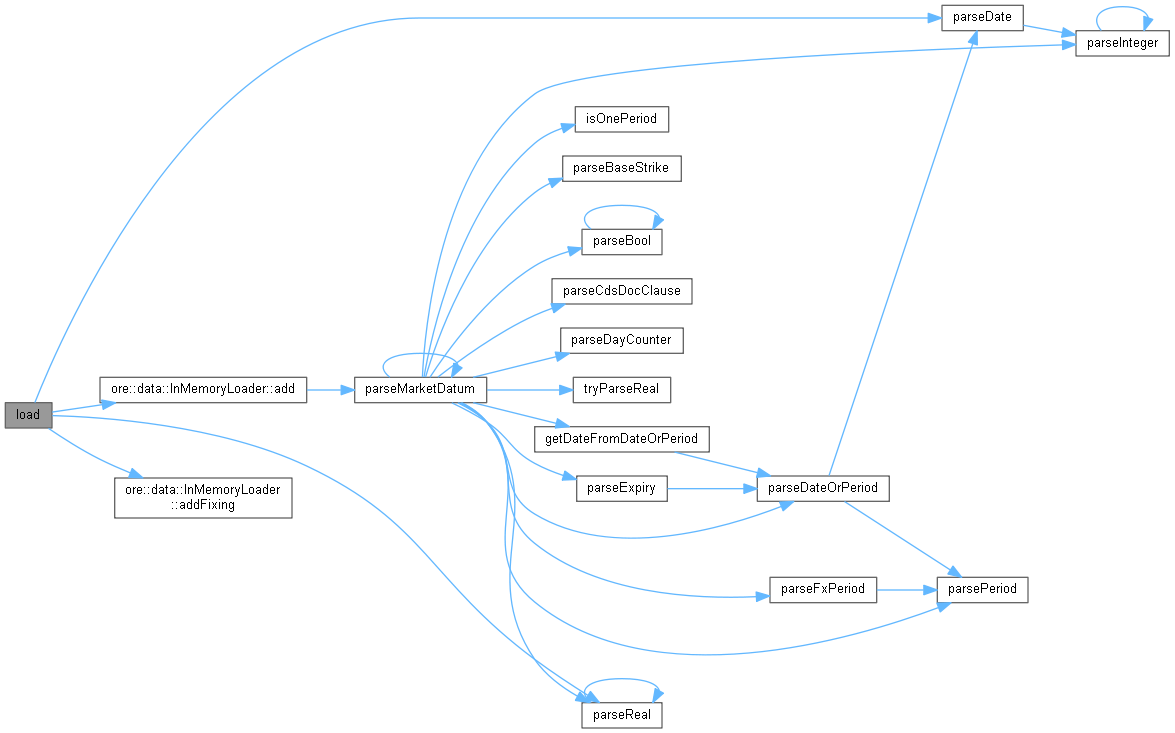 parseDate
parseInteger
isOnePeriod
parseBaseStrike
parseBool
parseCdsDocClause
parseDayCounter
ore::data::InMemoryLoader::add
parseMarketDatum
tryParseReal
load
getDateFromDateOrPeriod
parseExpiry
parseDateOrPeriod
ore::data::InMemoryLoader
::addFixing
parseFxPeriod
parsePeriod
parseReal